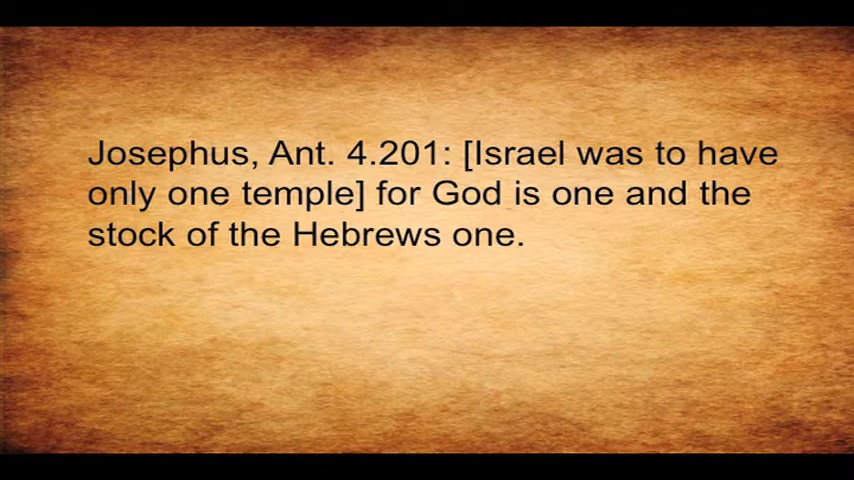 Josephus, Ant. 4.201: [Israel was to have
only one temple] for God is one and the
stock of the Hebrews one.